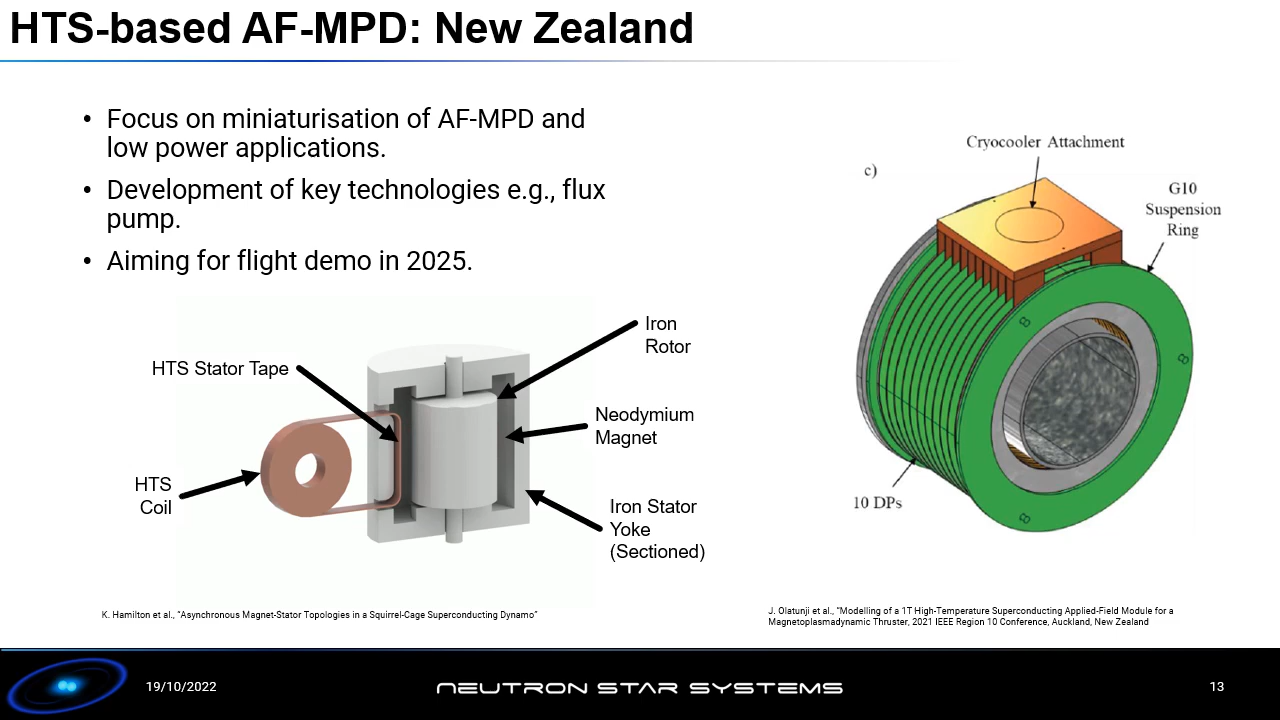 HTS-based AF-MPD: New Zealand
• Focus on miniaturisation of AF-MPD and
low power applications.
• Development of key technologies e.g., flux
pump.
• Aiming for flight demo in 2025.
HTS Stator Tape
HTS
Coil
Iron
Rotor
Neodymium
Magnet
Iron Stator
Yoke
(Sectioned)
K. Hamilton et al., “Asynchronous Magnet-Stator Topologies in a Squirrel-Cage Superconducting Dynamo”
c)
Cryocooler Attachment
G10
Suspension
Ring
10 DPs
J. Olatunji et al., “Modelling of a 1T High-Temperature Superconducting Applied-Field Module for a
Magnetoplasmadynamic Thruster, 2021 IEEE Region 10 Conference, Auckland, New Zealand
19/10/2022
NEUTRON STAR SYSTEMS
13